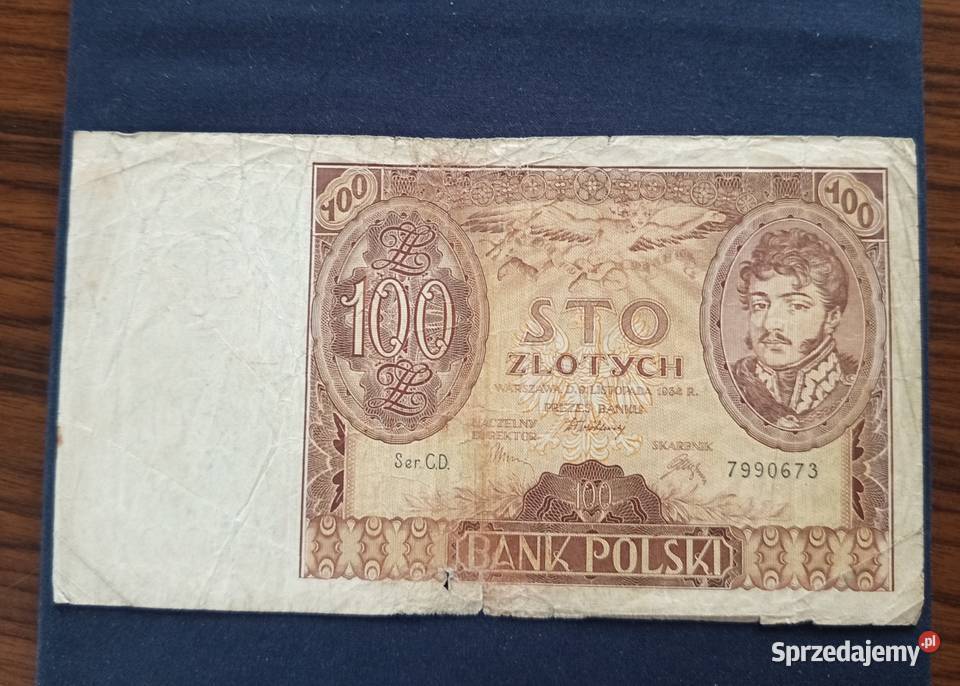 100
100
100
STO
ZŁOTYCH
WARSZAWA D. 9. LISTOPADA 1934 R.
PREZES BANKU
NACZELNY
DYREKTOR
SKARBNIK
Ser. C.D.
7990673
100
BANK POLSKI
Sprzedajemy.pl